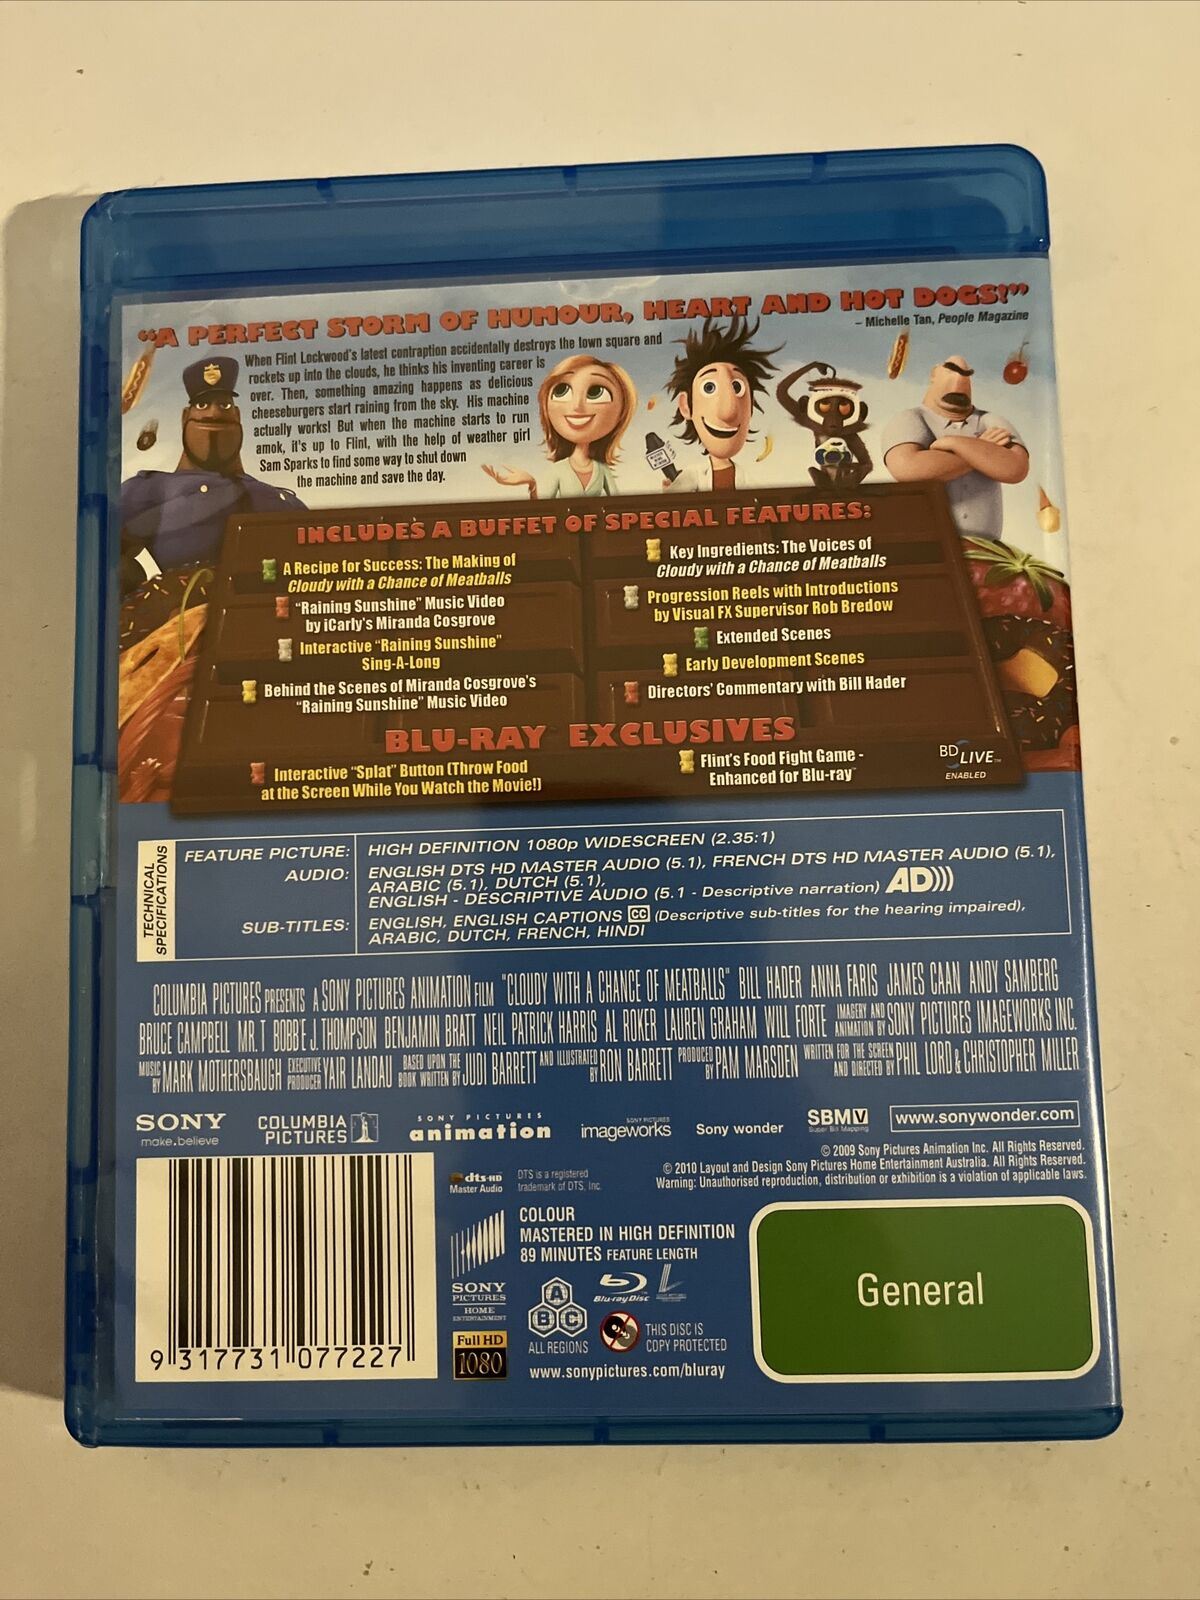 “A PERFECT STORM OF HUMOUR, HEART AND HOT DOGS!”
– Michelle Tan, People Magazine
When Flint Lockwood's latest contraption accidentally destroys the town square and
rockets up into the clouds, he thinks his inventing career is
over. Then, something amazing happens as delicious
cheeseburgers start raining from the sky. His machine
actually works! But when the machine starts to run
amok, it's up to Flint, with the help of weather girl
Sam Sparks to find some way to shut down
the machine and save the day.
INCLUDES A BUFFET OF SPECIAL FEATURES:
A Recipe for Success: The Making of
Cloudy with a Chance of Meatballs
“Raining Sunshine” Music Video
by iCarly's Miranda Cosgrove
Interactive “Raining Sunshine”
Sing-A-Long
Behind the Scenes of Miranda Cosgrove's
“Raining Sunshine” Music Video
Key Ingredients: The Voices of
Cloudy with a Chance of Meatballs
Progression Reels with Introductions
by Visual FX Supervisor Rob Bredow
Extended Scenes
Early Development Scenes
Directors' Commentary with Bill Hader
BLU-RAY EXCLUSIVES
Interactive “Splat” Button (Throw Food
at the Screen While You Watch the Movie!)
Flint's Food Fight Game -
Enhanced for Blu-ray™
BD LIVE™
ENABLED
TECHNICAL
SPECIFICATIONS
FEATURE PICTURE: HIGH DEFINITION 1080p WIDESCREEN (2.35:1)
AUDIO: ENGLISH DTS HD MASTER AUDIO (5.1), FRENCH DTS HD MASTER AUDIO (5.1),
ARABIC (5.1), DUTCH (5.1),
ENGLISH - DESCRIPTIVE AUDIO (5.1 - Descriptive narration) AD)))
SUB-TITLES: ENGLISH, ENGLISH CAPTIONS CC (Descriptive sub-titles for the hearing impaired),
ARABIC, DUTCH, FRENCH, HINDI
COLUMBIA PICTURES PRESENTS A SONY PICTURES ANIMATION FILM "CLOUDY WITH A CHANCE OF MEATBALLS" BILL HADER ANNA FARIS JAMES CAAN ANDY SAMBERG
BRUCE CAMPBELL MR. T BOBB'E J. THOMPSON BENJAMIN BRATT NEIL PATRICK HARRIS AL ROKER LAUREN GRAHAM WILL FORTE IMAGERY AND ANIMATION BY SONY PICTURES IMAGEWORKS INC.
MUSIC BY MARK MOTHERSBAUGH EXECUTIVE PRODUCER YAIR LANDAU BASED UPON THE BOOK WRITTEN BY JUDI BARRETT AND ILLUSTRATED BY RON BARRETT PRODUCED BY PAM MARSDEN WRITTEN FOR THE SCREEN AND DIRECTED BY PHIL LORD & CHRISTOPHER MILLER
SONY
make.believe
COLUMBIA
PICTURES
SONY PICTURES
animation
SONY PICTURES
imageworks
Sony wonder
SBMV
Super Bit Mapping
www.sonywonder.com
© 2009 Sony Pictures Animation Inc. All Rights Reserved.
© 2010 Layout and Design Sony Pictures Home Entertainment Australia. All Rights Reserved.
Warning: Unauthorised reproduction, distribution or exhibition is a violation of applicable laws.
9 317731 077227
dts-HD
Master Audio
DTS is a registered
trademark of DTS, Inc.
COLOUR
MASTERED IN HIGH DEFINITION
89 MINUTES FEATURE LENGTH
SONY
PICTURES
HOME
ENTERTAINMENT
Full HD
1080
A
B C
ALL REGIONS
Blu-ray Disc
THIS DISC IS
COPY PROTECTED
www.sonypictures.com/bluray
General